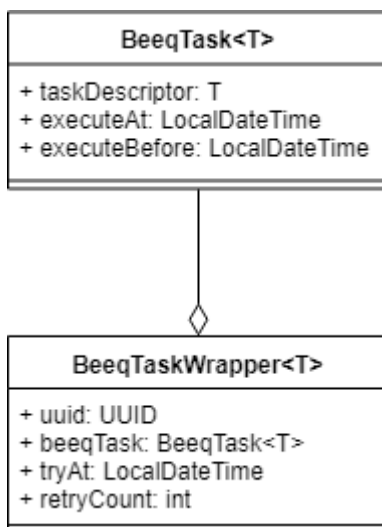 BeeqTask<T>
+ taskDescriptor: T
+ executeAt: LocalDateTime
+ executeBefore: LocalDateTime
BeeqTaskWrapper<T>
+ uuid: UUID
+ beeqTask: BeeqTask<T>
+ tryAt: LocalDateTime
+ retryCount: int